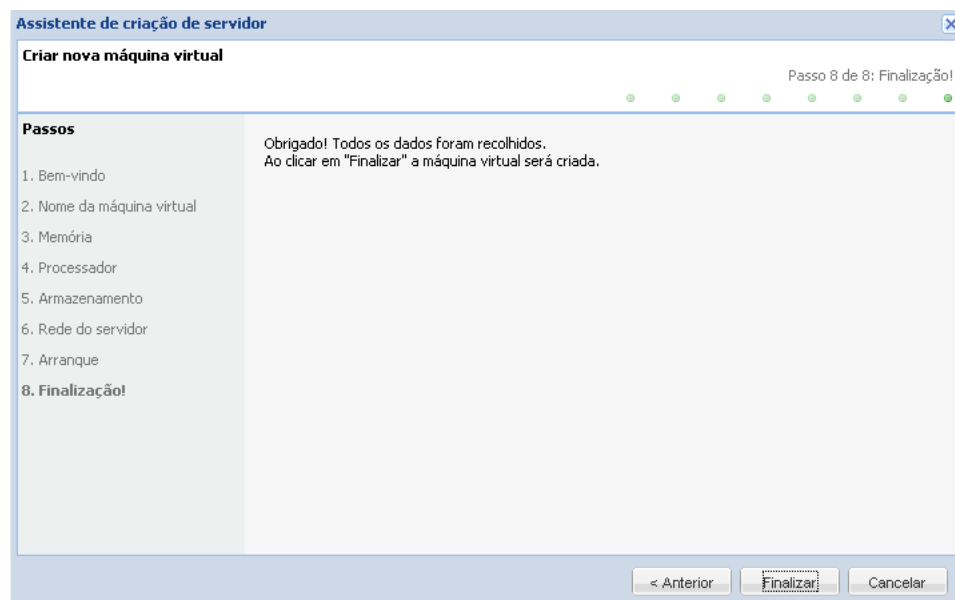 Assistente de criação de servidor
Criar nova máquina virtual
Passo 8 de 8: Finalização!
Passos
1. Bem-vindo
2. Nome da máquina virtual
3. Memória
4. Processador
5. Armazenamento
6. Rede do servidor
7. Arranque
8. Finalização!
Obrigado! Todos os dados foram recolhidos.
Ao clicar em "Finalizar" a máquina virtual será criada.
< Anterior
Finalizar
Cancelar